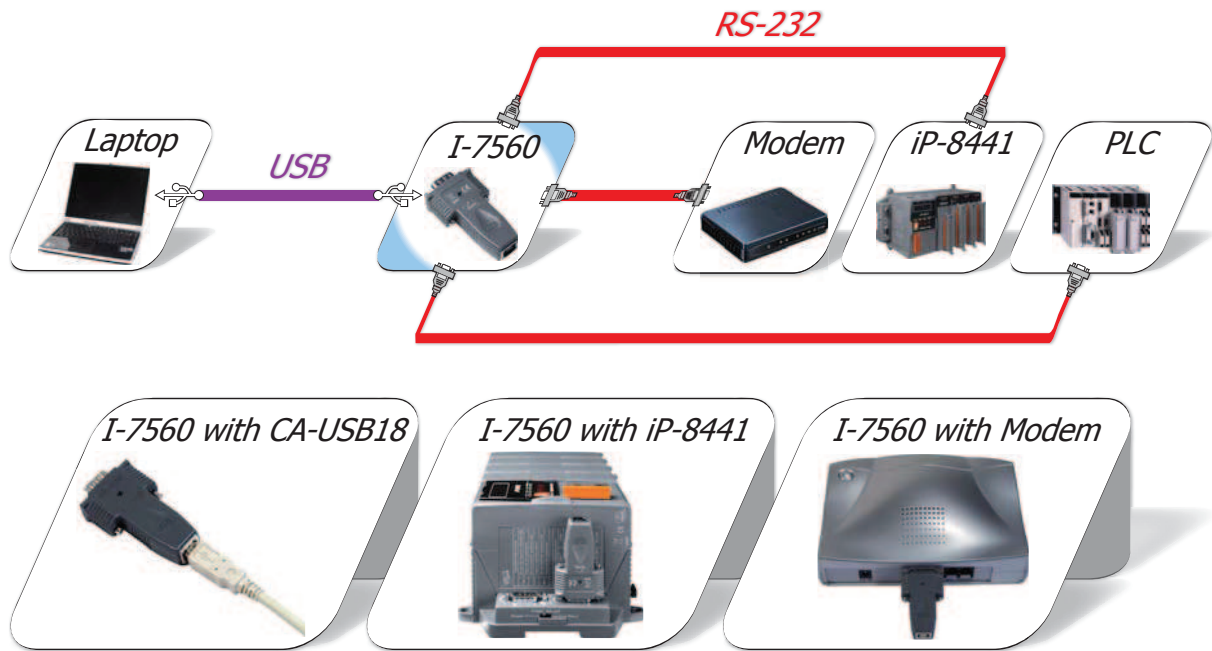 RS-232
Laptop
USB
I-7560
Modem
iP-8441
PLC
I-7560 with CA-USB18
I-7560 with iP-8441
I-7560 with Modem